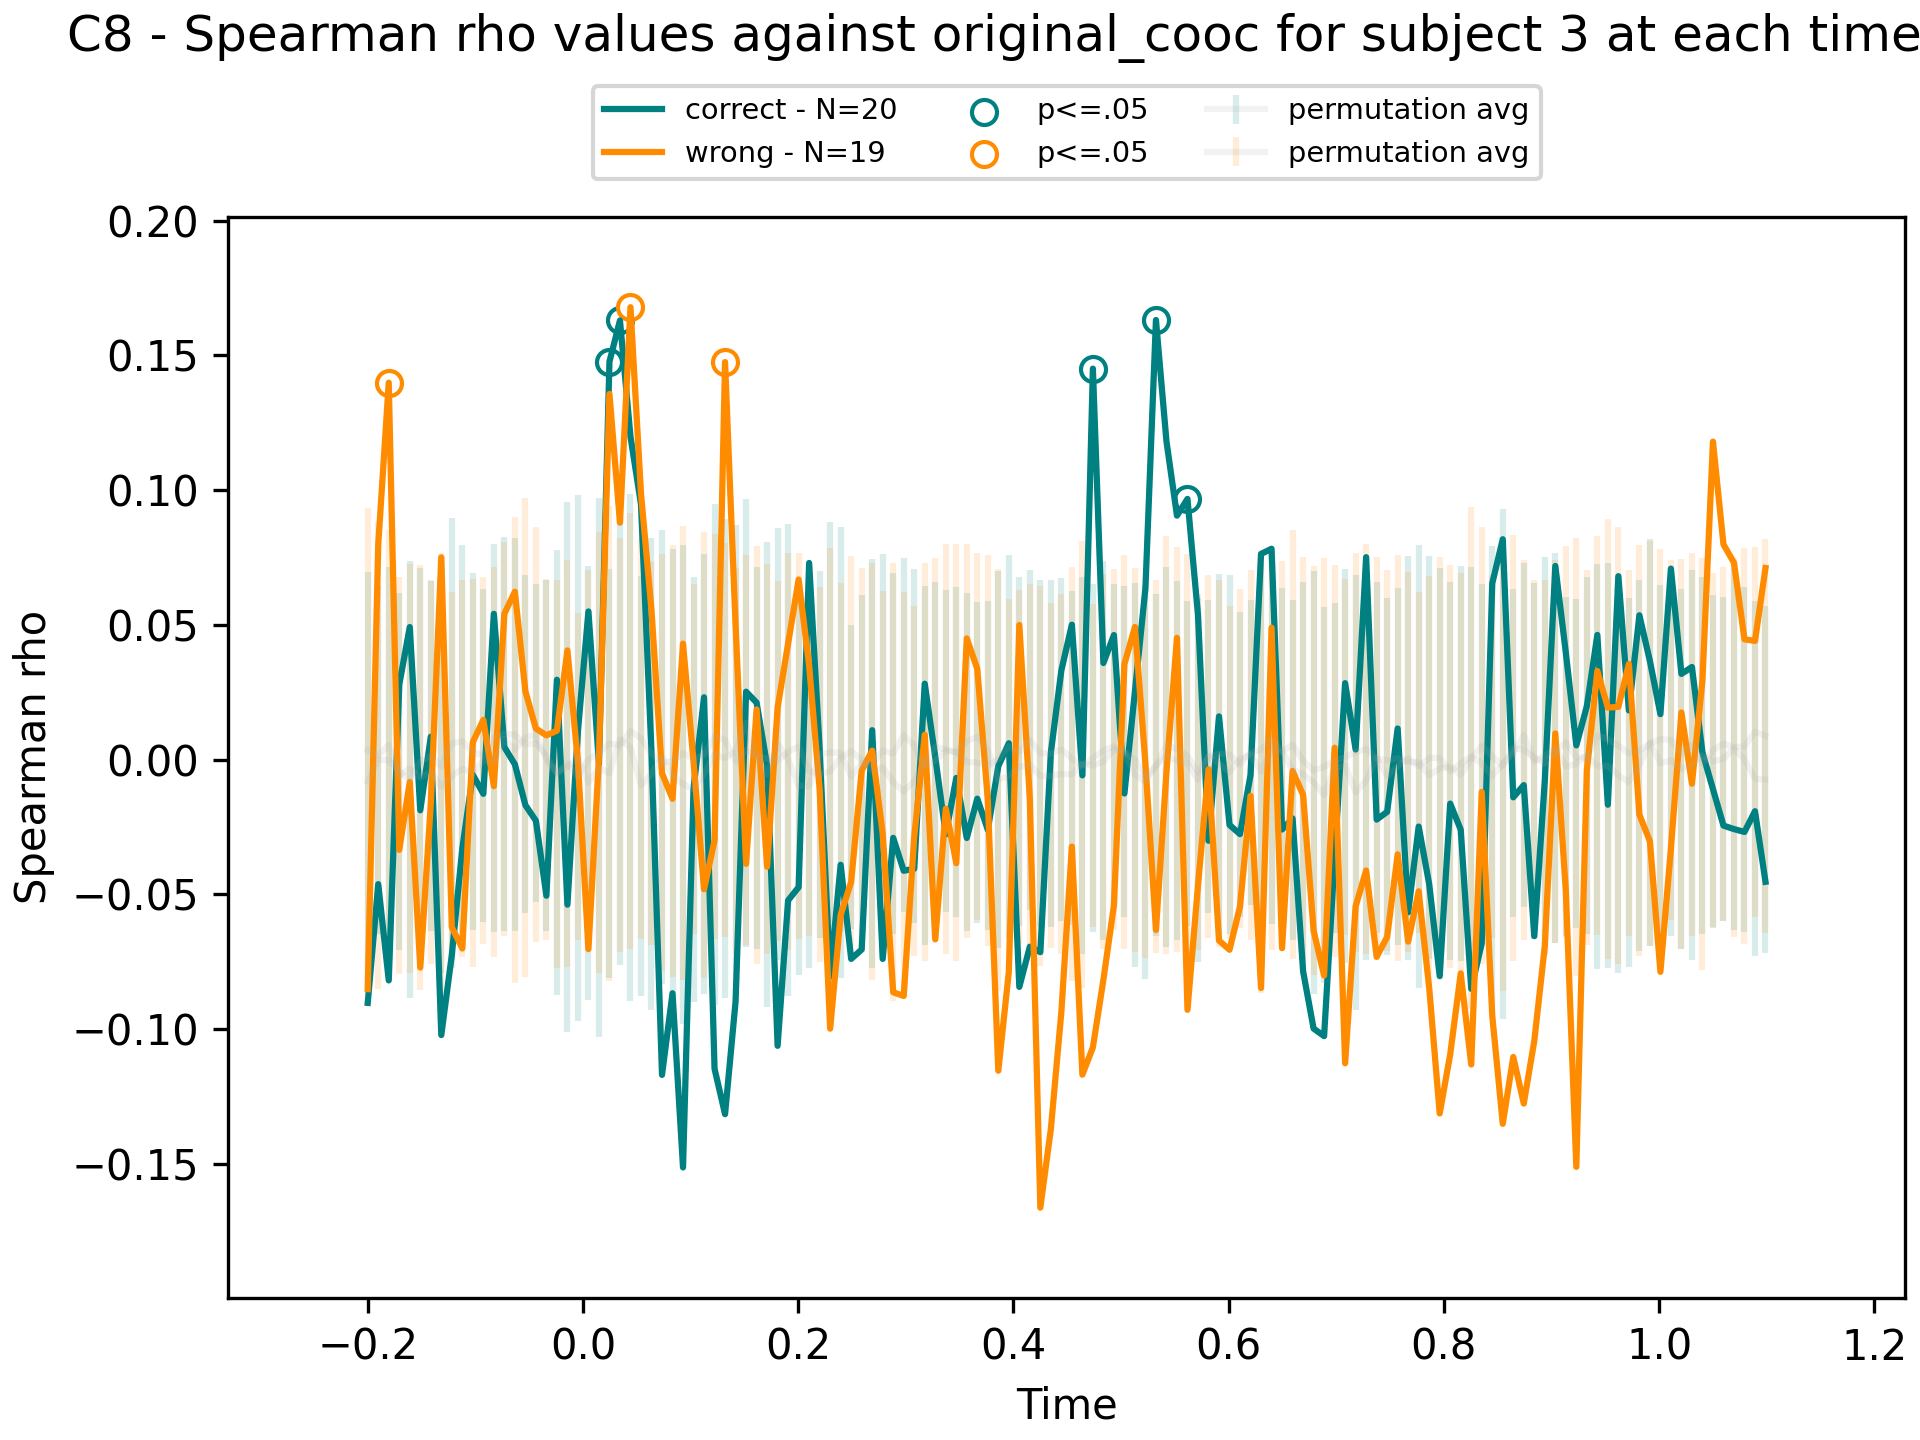 C8 - Spearman rho values against original_cooc for subject 3 at each time
correct - N=20 p<=.05 permutation avg
wrong - N=19 p<=.05 permutation avg
0.20
0.15
0.10
0.05
0.00
−0.05
−0.10
−0.15
Spearman rho
−0.2 0.0 0.2 0.4 0.6 0.8 1.0 1.2
Time